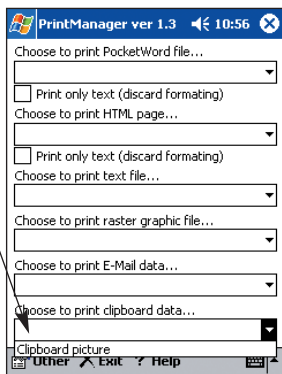 PrintManager ver 1.3 10:56
Choose to print PocketWord file...
Print only text (discard formating)
Choose to print HTML page...
Print only text (discard formating)
Choose to print text file...
Choose to print raster graphic file...
Choose to print E-Mail data...
Choose to print clipboard data...
Clipboard picture
Other Exit ? Help